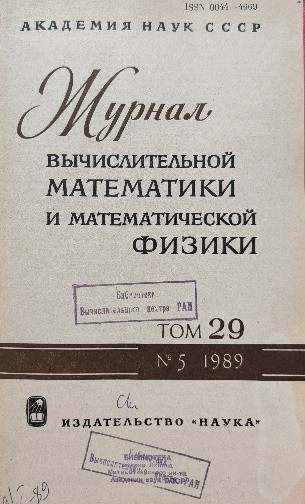 ISSN 0044-4669
АКАДЕМИЯ НАУК СССР
Журнал
ВЫЧИСЛИТЕЛЬНОЙ
МАТЕМАТИКИ
И МАТЕМАТИЧЕСКОЙ
ФИЗИКИ
Библиотека
Вычислительного центра РАН
ТОМ 29
№ 5 1989
ИЗДАТЕЛЬСТВО "НАУКА"
БИБЛИОТЕКА